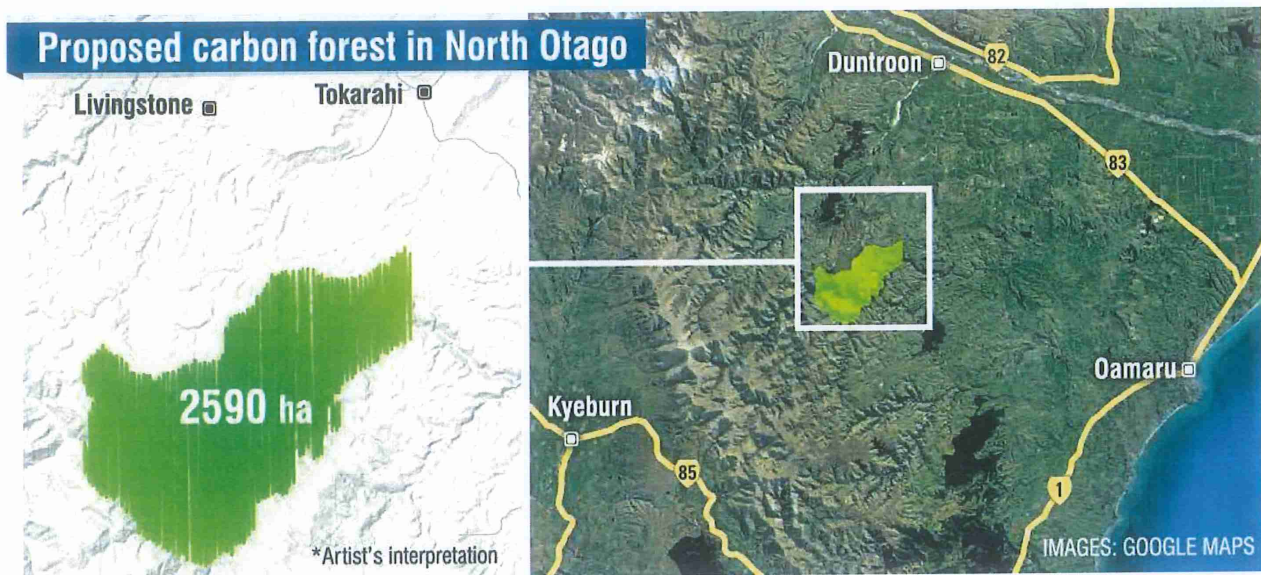 Proposed carbon forest in North Otago
Livingstone
Tokarahi
2590 ha
*Artist's interpretation
Duntroon
82
83
Oamaru
Kyeburn
85
1
IMAGES: GOOGLE MAPS